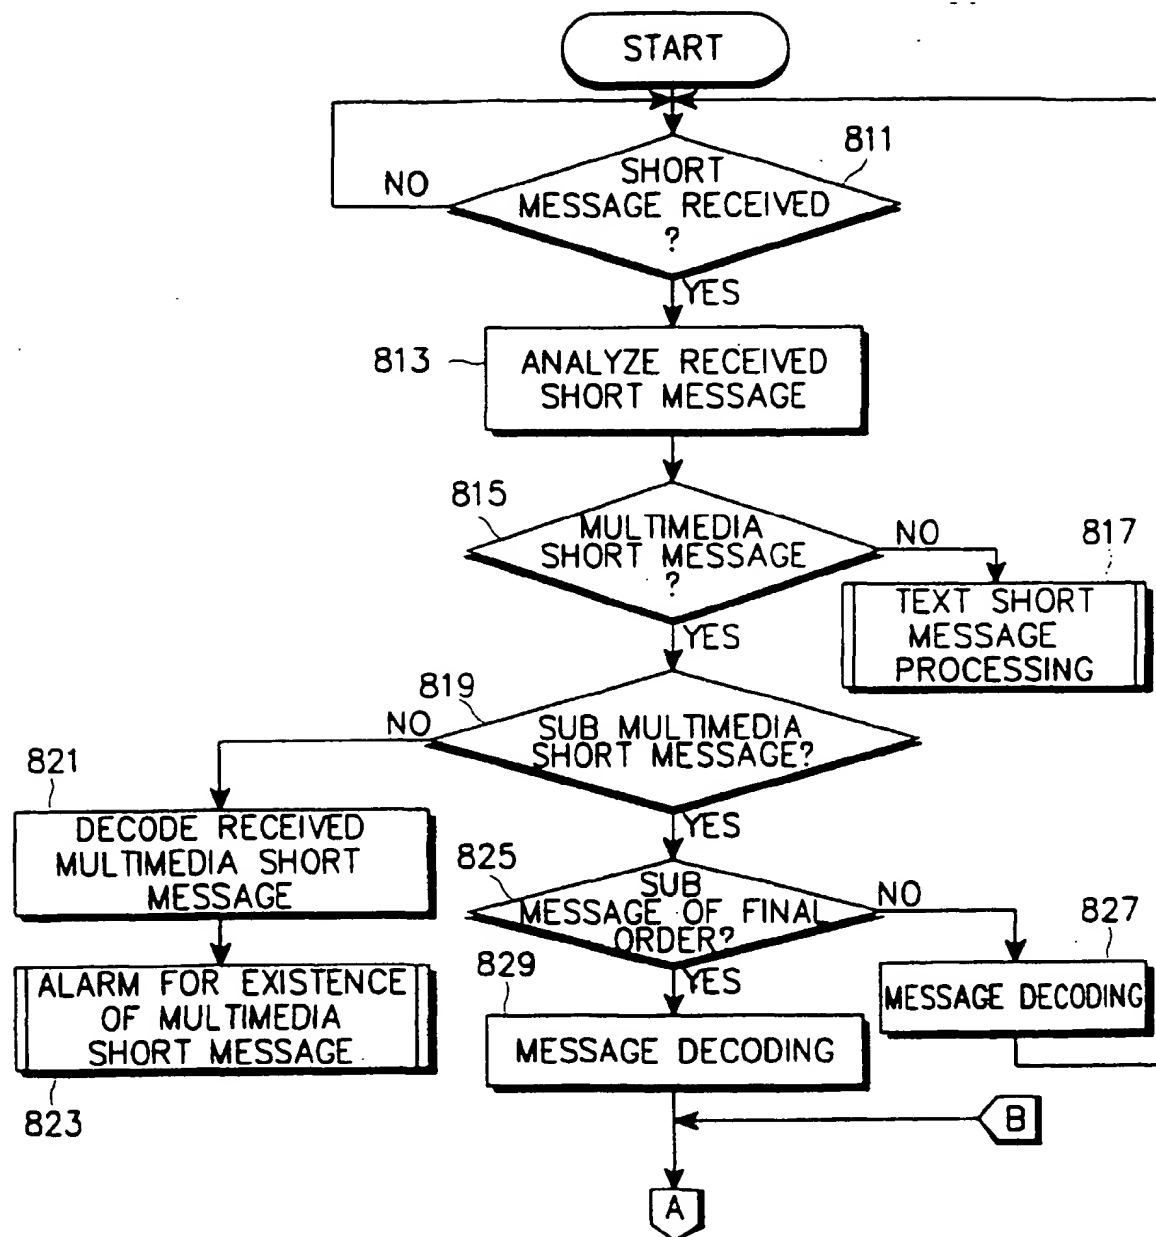 START
811
SHORT
MESSAGE RECEIVED
?
NO
YES
813
ANALYZE RECEIVED
SHORT MESSAGE
815
MULTIMEDIA
SHORT MESSAGE
?
NO
817
YES
TEXT SHORT
MESSAGE
PROCESSING
819
NO
SUB MULTIMEDIA
SHORT MESSAGE?
821
YES
DECODE RECEIVED
MULTIMEDIA SHORT
MESSAGE
825
SUB
MESSAGE OF FINAL
ORDER?
NO
827
829
YES
MESSAGE DECODING
ALARM FOR EXISTENCE
OF MULTIMEDIA
SHORT MESSAGE
MESSAGE DECODING
823
B
A